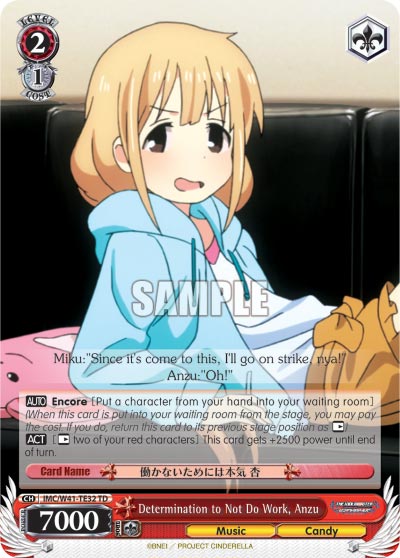 LEVEL
2
1
COST
SAMPLE
Miku:"Since it's come to this, I'll go on strike, nya!"
Anzu:"Oh!"
AUTO Encore [Put a character from your hand into your waiting room]
(When this card is put into your waiting room from the stage, you may pay
the cost. If you do, return this card to its previous stage position as )
ACT [ two of your red characters] This card gets +2500 power until end
of turn.
Card Name 働かないためには本気 杏
CH IMC/W41-TE32 TD
Determination to Not Do Work, Anzu
POWER 7000
Music Candy
©BNEI / PROJECT CINDERELLA